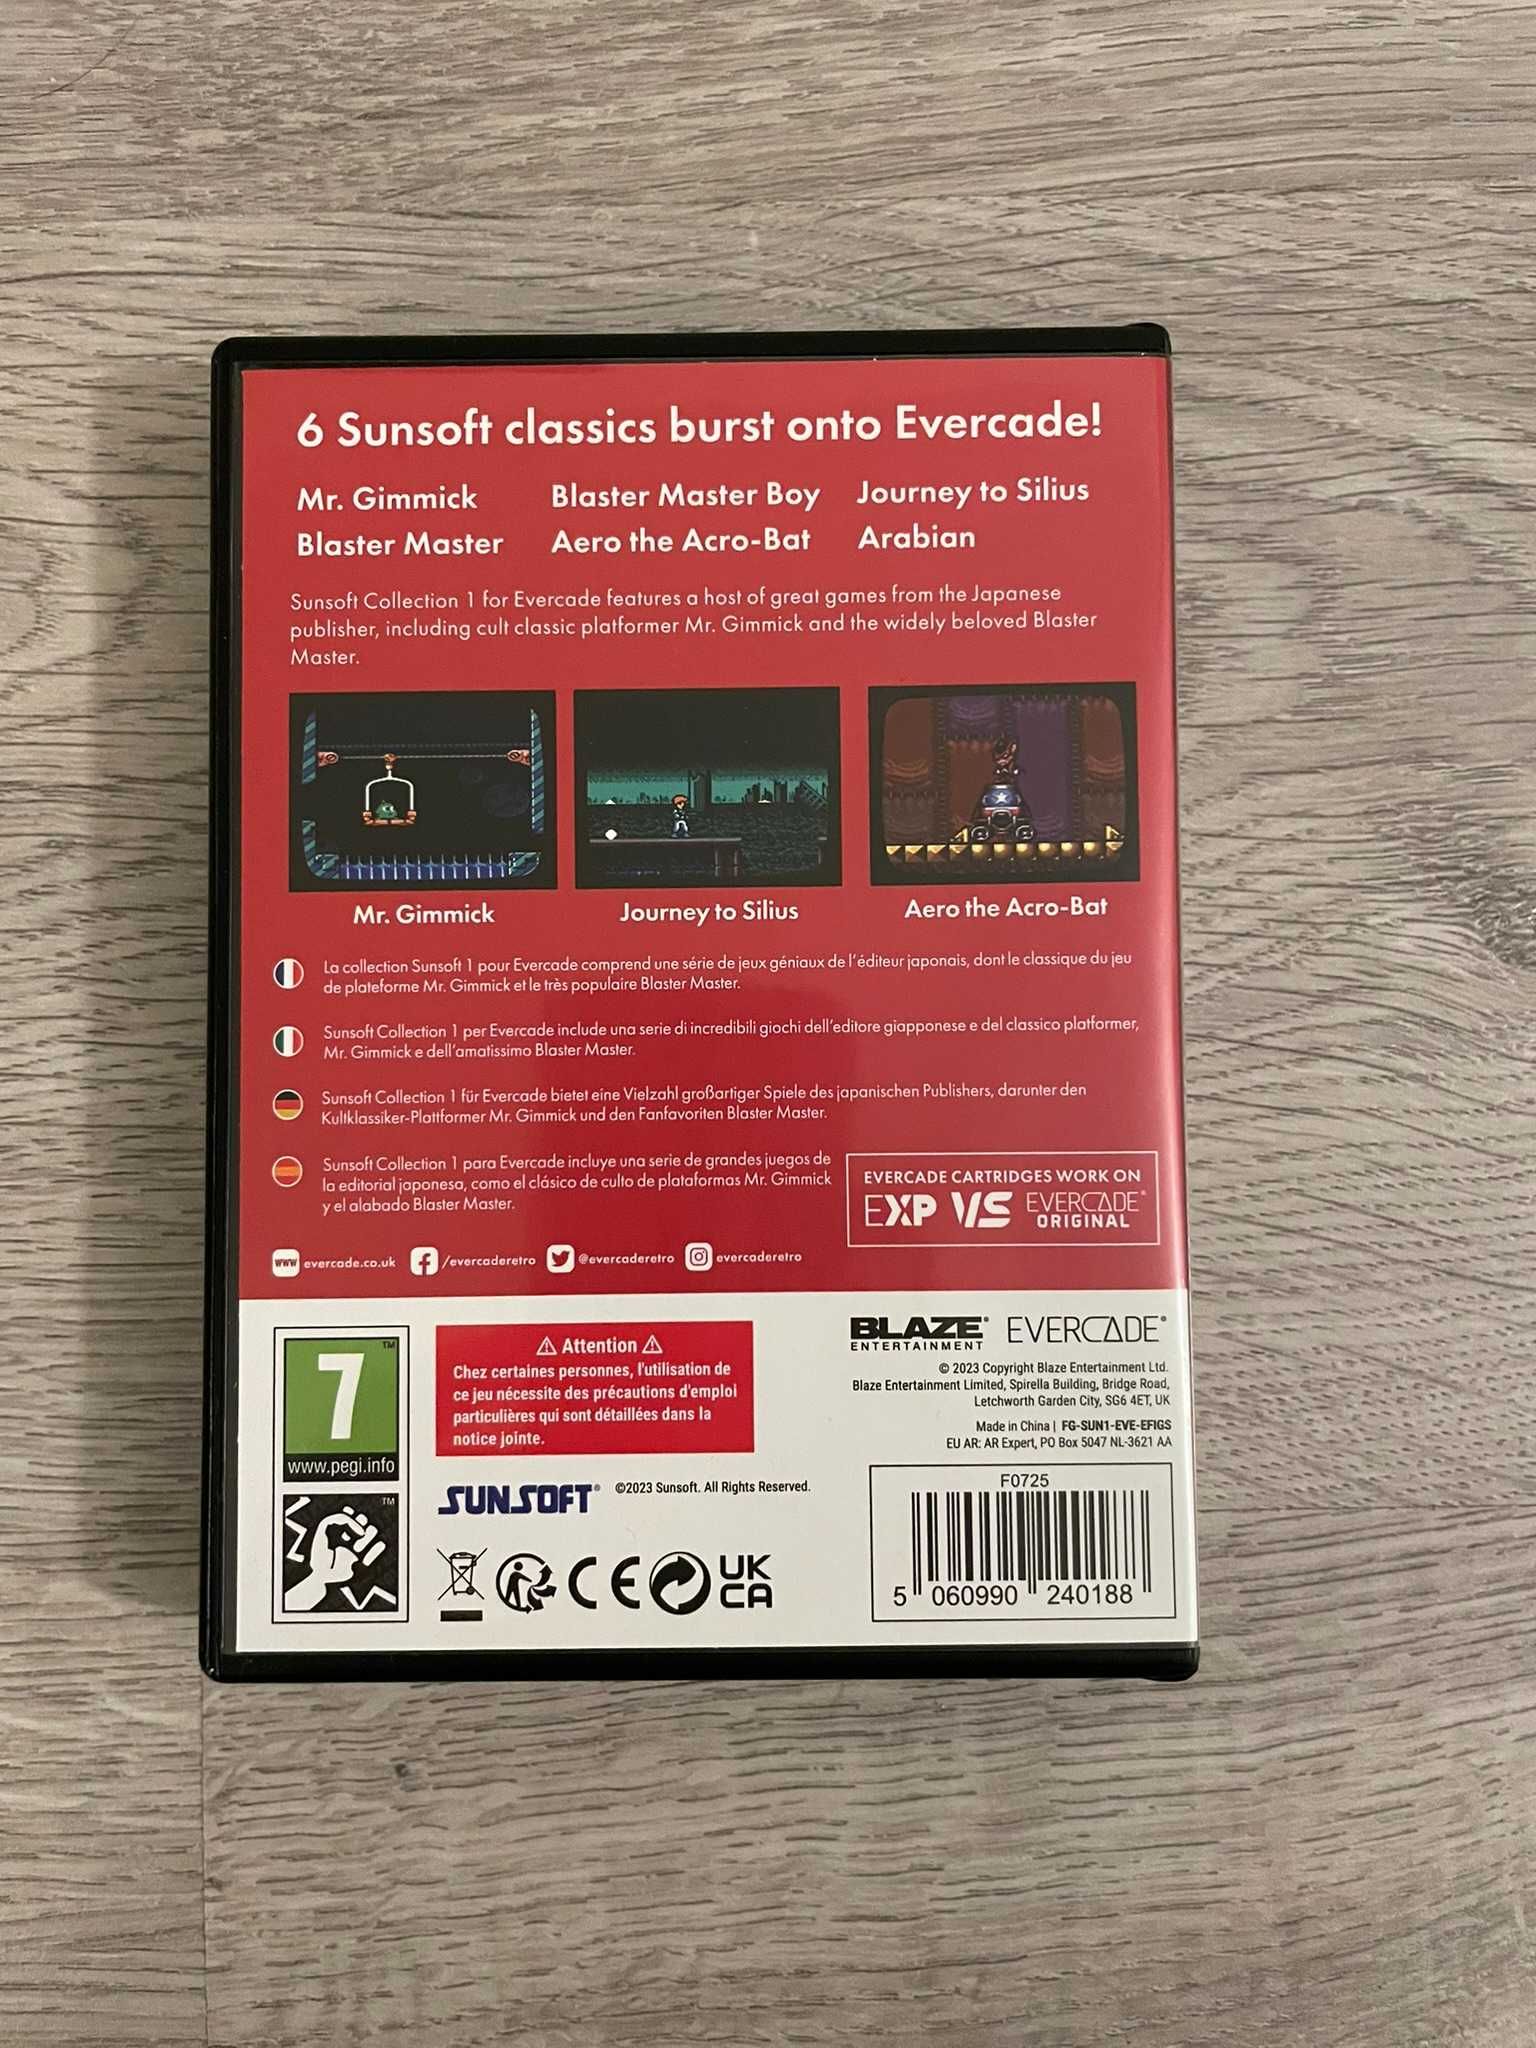 6 Sunsoft classics burst onto Evercade!
Mr. Gimmick Blaster Master Boy Journey to Silius
Blaster Master Aero the Acro-Bat Arabian
Sunsoft Collection 1 for Evercade features a host of great games from the Japanese
publisher, including cult classic platformer Mr. Gimmick and the widely beloved Blaster
Master.
Mr. Gimmick Journey to Silius Aero the Acro-Bat
La collection Sunsoft 1 pour Evercade comprend une série de jeux géniaux de l'éditeur japonais, dont le classique du jeu
de plateforme Mr. Gimmick et le très populaire Blaster Master.
Sunsoft Collection 1 per Evercade include una serie di incredibili giochi dell'editore giapponese e del classico platformer,
Mr. Gimmick e dell'amatissimo Blaster Master.
Sunsoft Collection 1 für Evercade bietet eine Vielzahl großartiger Spiele des japanischen Publishers, darunter den
Kultklassiker-Plattformer Mr. Gimmick und den Fanfavoriten Blaster Master.
Sunsoft Collection 1 para Evercade incluye una serie de grandes juegos de
la editorial japonesa, como el clásico de culto de plataformas Mr. Gimmick
y el alabado Blaster Master.
EVERCADE CARTRIDGES WORK ON
EXP VS EVERCADE®
ORIGINAL
www evercade.co.uk /evercaderetro @evercaderetro evercaderetro
7
TM
www.pegi.info
TM
Attention
Chez certaines personnes, l'utilisation de
ce jeu nécessite des précautions d'emploi
particulières qui sont détaillées dans la
notice jointe.
SUNSOFT® ©2023 Sunsoft. All Rights Reserved.
CE UK
CA
BLAZE® EVERCADE®
ENTERTAINMENT
© 2023 Copyright Blaze Entertainment Ltd.
Blaze Entertainment Limited, Spirella Building, Bridge Road,
Letchworth Garden City, SG6 4ET, UK
Made in China | FG-SUN1-EVE-EFIGS
EU AR: AR Expert, PO Box 5047 NL-3621 AA
F0725
5 060990 240188